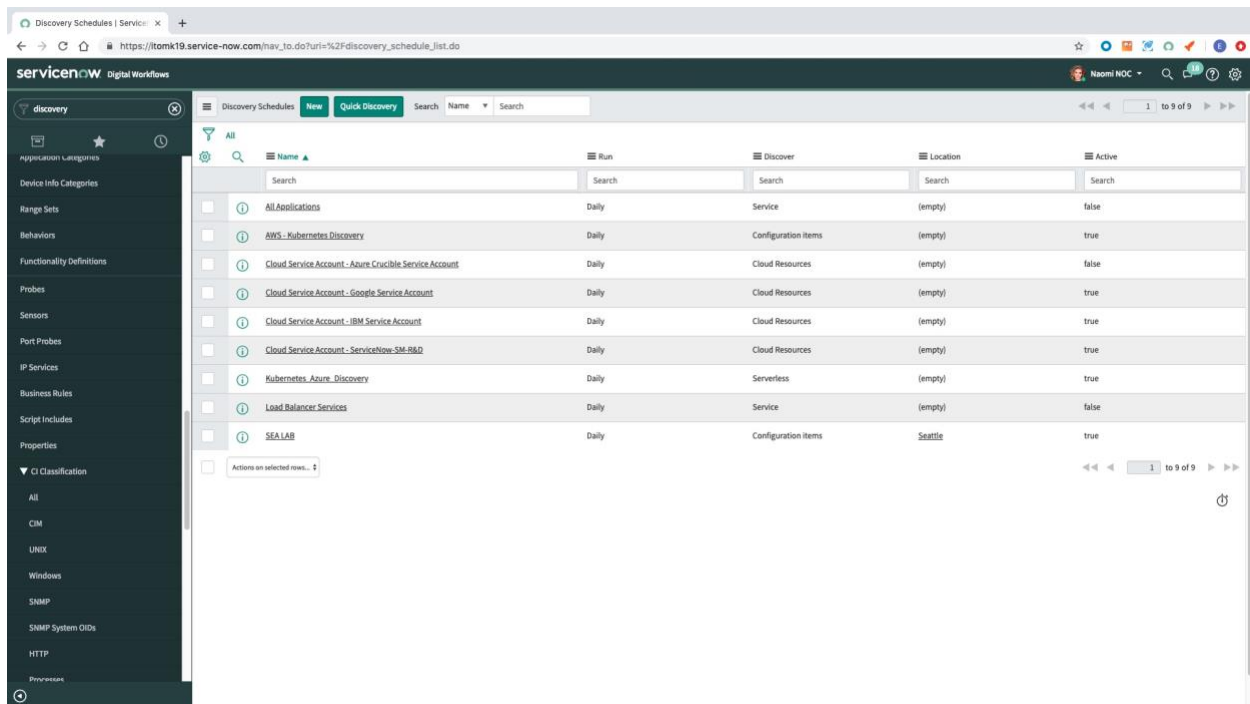 Discovery Schedules | Service
https://itomk19.service-now.com/nav_to.do?uri=%2Fdiscovery_schedule_list.do
servicenow Digital Workflows
Naomi NOC
18
discovery
Discovery Schedules New Quick Discovery Search Name Search
1 to 9 of 9
All
Name Run Discover Location Active
Search Search Search Search Search
All Applications Daily Service (empty) false
AWS - Kubernetes Discovery Daily Configuration items (empty) true
Cloud Service Account - Azure Crucible Service Account Daily Cloud Resources (empty) false
Cloud Service Account - Google Service Account Daily Cloud Resources (empty) true
Cloud Service Account - IBM Service Account Daily Cloud Resources (empty) true
Cloud Service Account - ServiceNow-SM-R&D Daily Cloud Resources (empty) true
Kubernetes_Azure_Discovery Daily Serverless (empty) true
Load Balancer Services Daily Service (empty) false
SEA LAB Daily Configuration items Seattle true
Actions on selected rows...
1 to 9 of 9
Application Categories
Device Info Categories
Range Sets
Behaviors
Functionality Definitions
Probes
Sensors
Port Probes
IP Services
Business Rules
Script Includes
Properties
CI Classification
All
CIM
UNIX
Windows
SNMP
SNMP System OIDs
HTTP
Processes